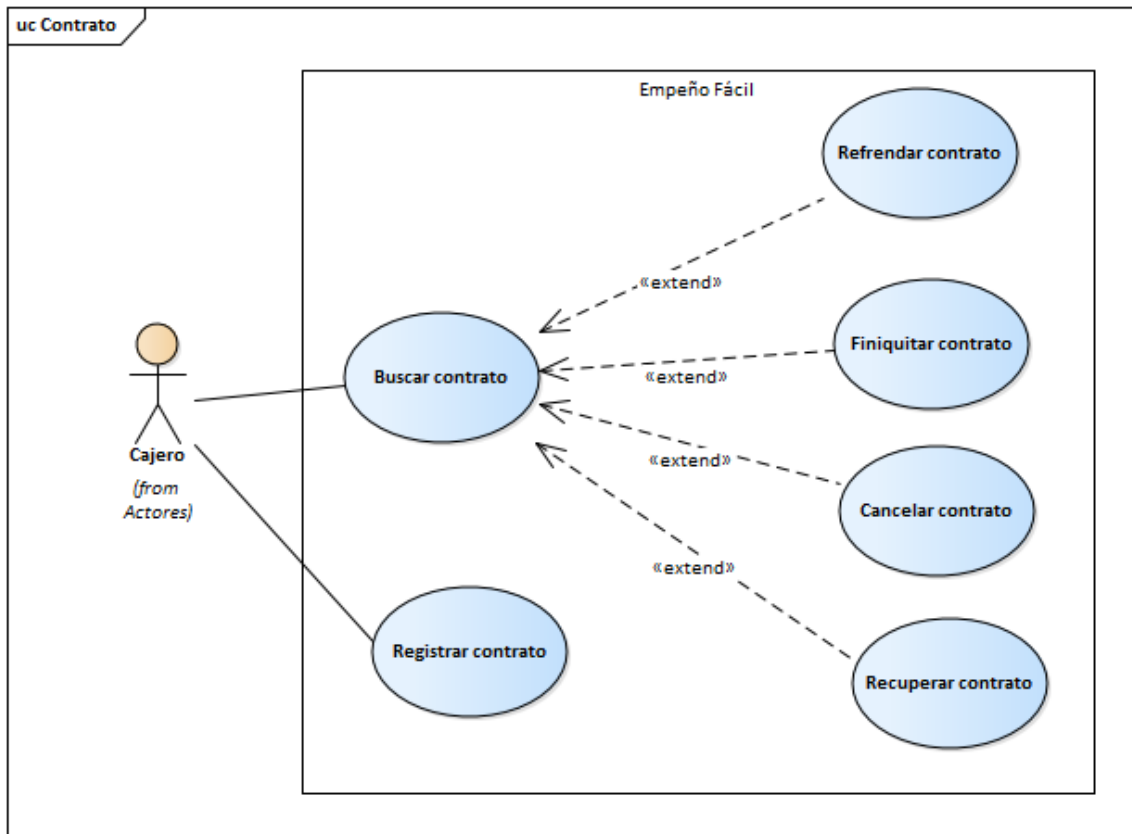 uc Contrato
Empeño Fácil
Refrendar contrato
«extend»
Finiquitar contrato
Buscar contrato
«extend»
Cajero
(from
Actores)
«extend»
Cancelar contrato
«extend»
Registrar contrato
Recuperar contrato